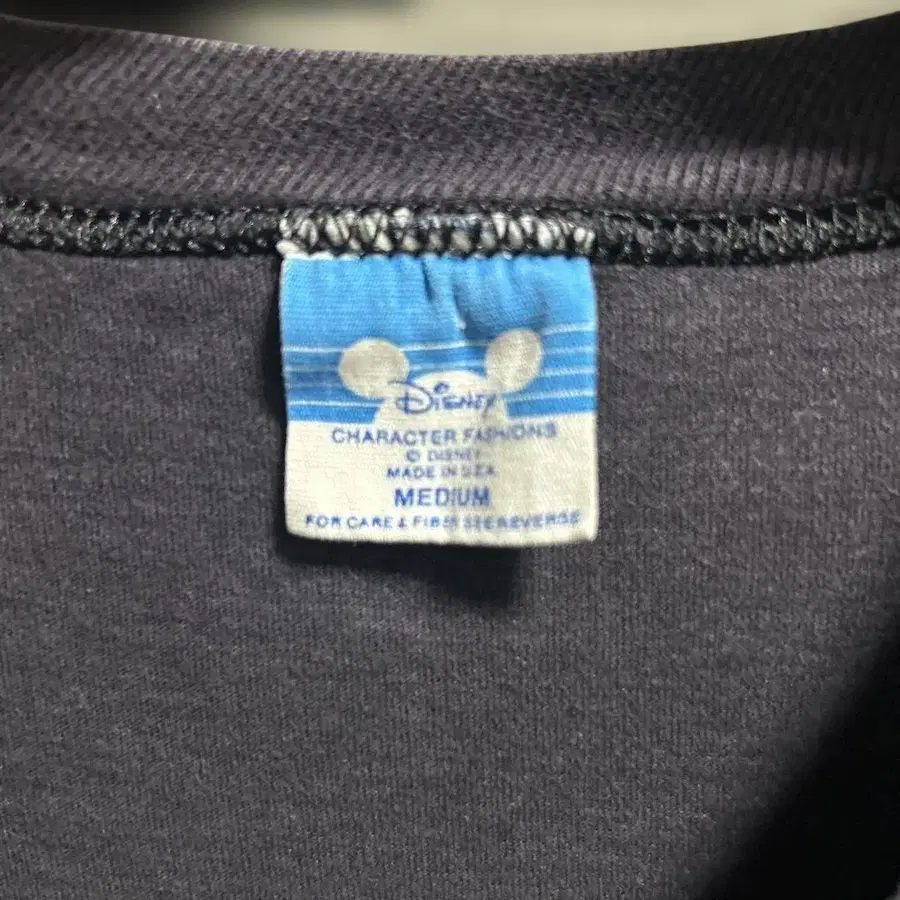 Disney
CHARACTER FASHIONS
© DISNEY
MADE IN U.S.A.
MEDIUM
FOR CARE & FIBER SEE REVERSE